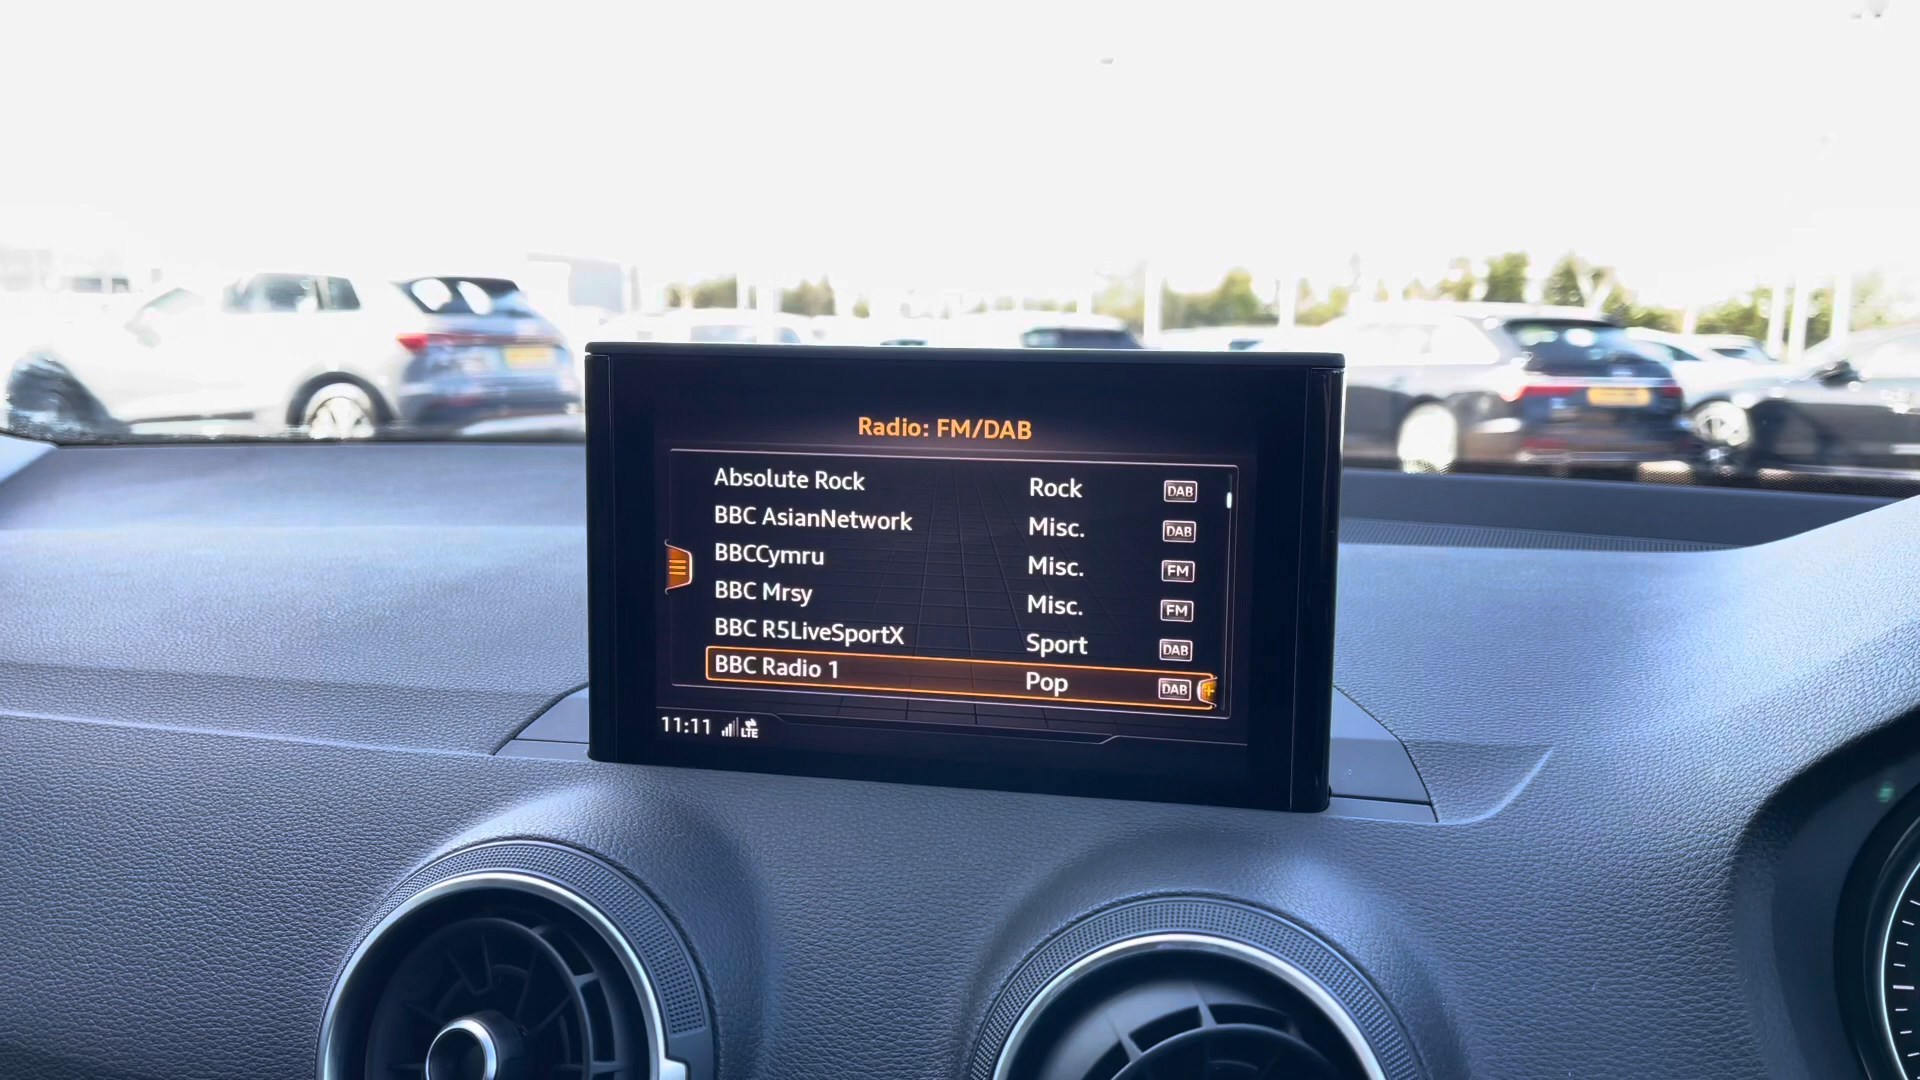 Radio: FM/DAB
Absolute Rock Rock DAB
BBC AsianNetwork Misc. DAB
BBCCymru Misc. FM
BBC Mrsy Misc. FM
BBC R5LiveSportX Sport DAB
BBC Radio 1 Pop DAB
11:11 LTE